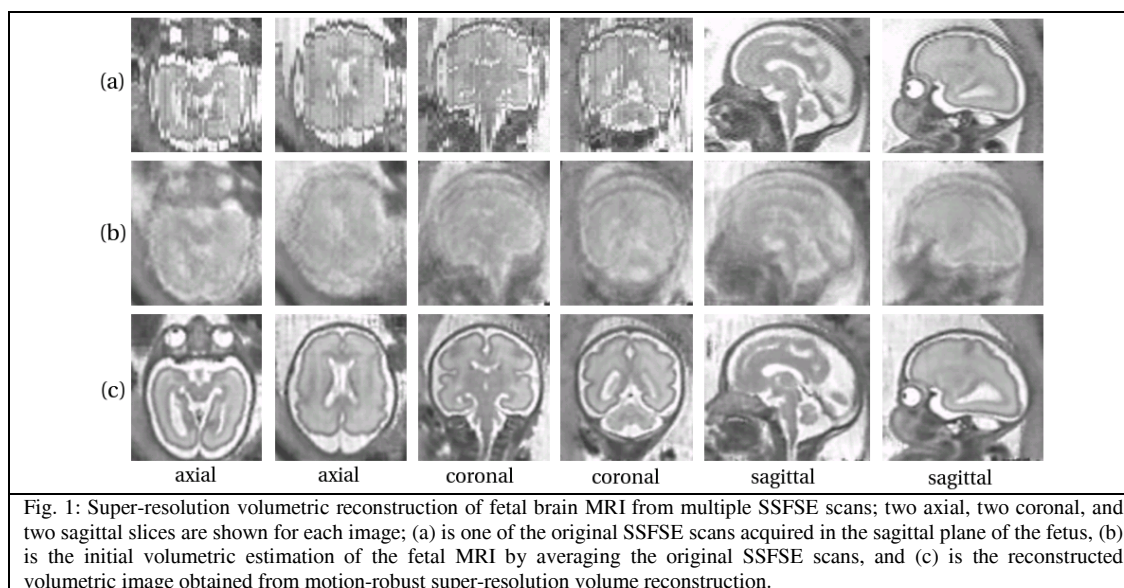 (a)
(b)
(c)
axial axial coronal coronal sagittal sagittal
Fig. 1: Super-resolution volumetric reconstruction of fetal brain MRI from multiple SSFSE scans; two axial, two coronal, and
two sagittal slices are shown for each image; (a) is one of the original SSFSE scans acquired in the sagittal plane of the fetus, (b)
is the initial volumetric estimation of the fetal MRI by averaging the original SSFSE scans, and (c) is the reconstructed
volumetric image obtained from motion-robust super-resolution volume reconstruction.